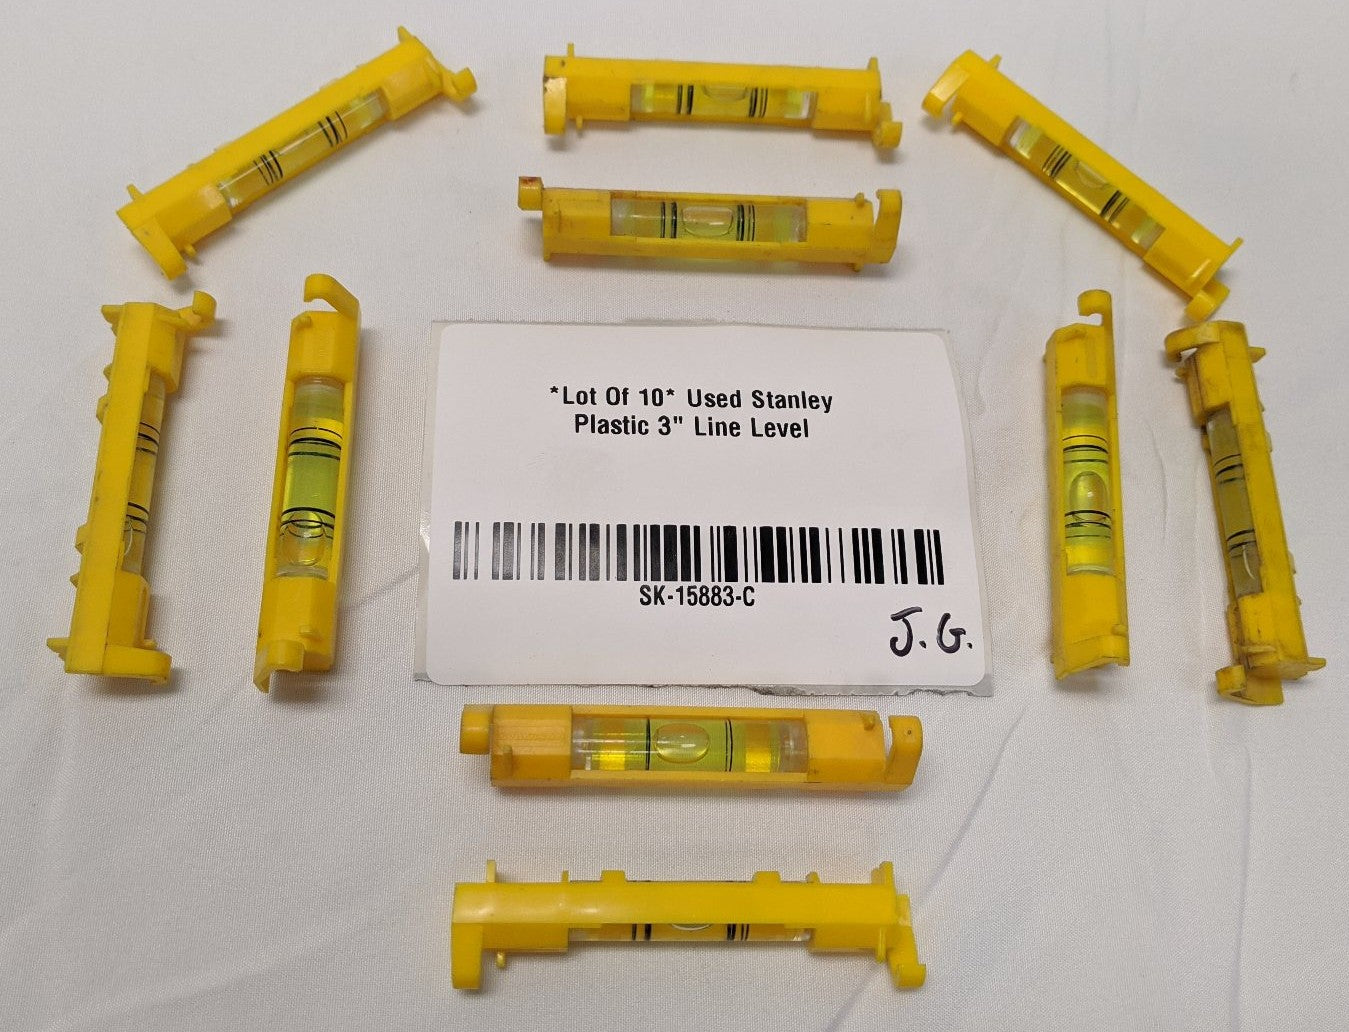 *Lot Of 10* Used Stanley
Plastic 3" Line Level
SK-15883-C
J.G.